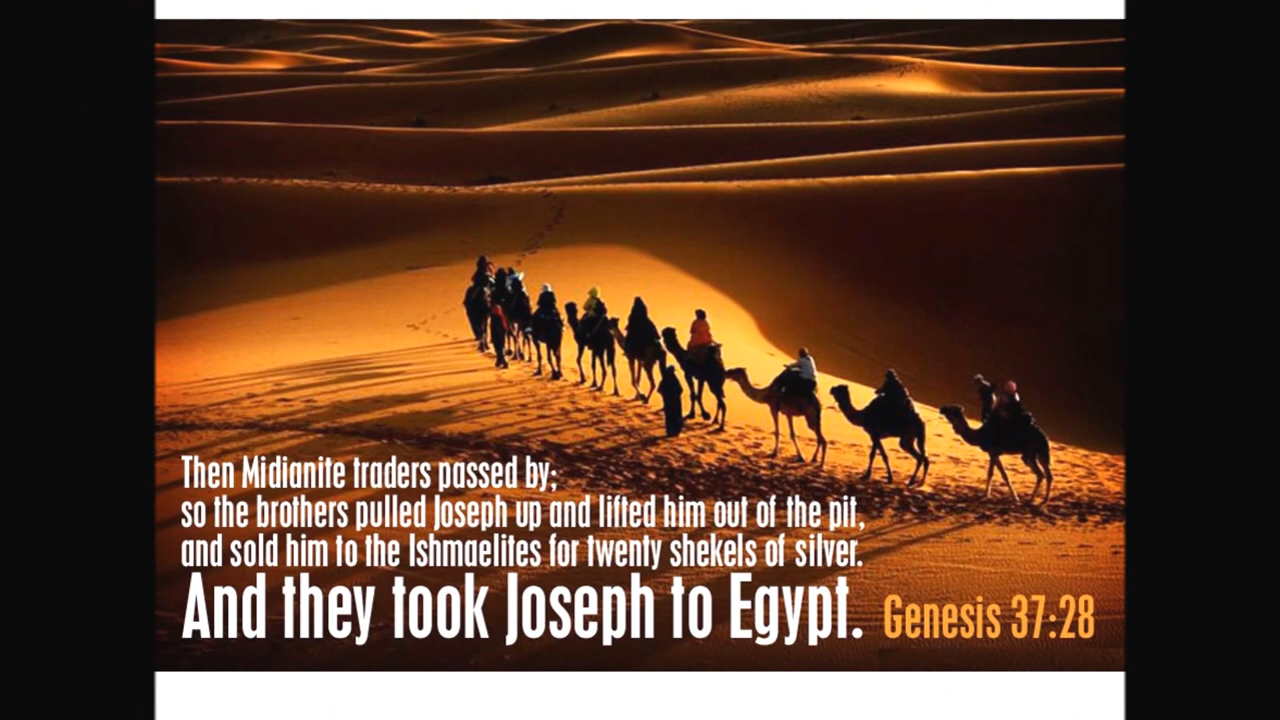 Then Midianite traders passed by;
so the brothers pulled Joseph up and lifted him out of the pit,
and sold him to the Ishmaelites for twenty shekels of silver.
And they took Joseph to Egypt. Genesis 37:28